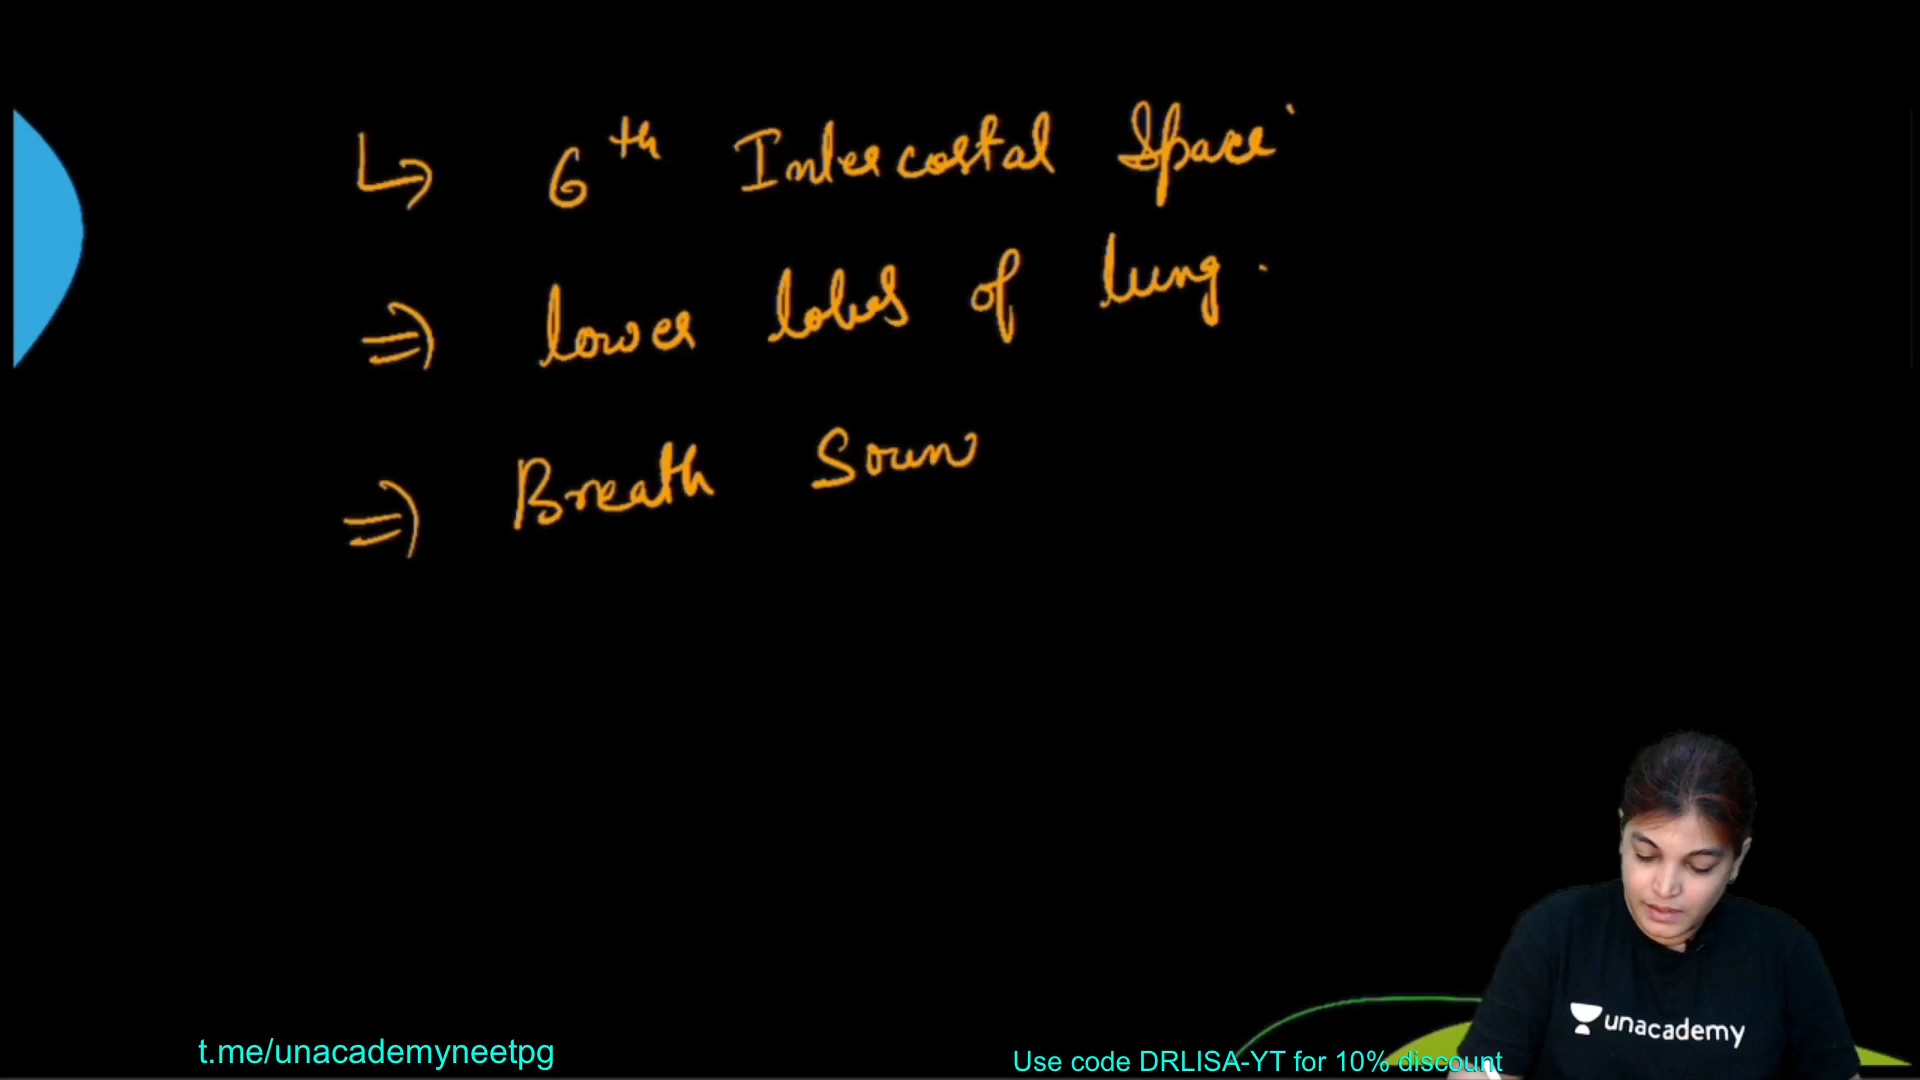 ↳ 6th Intercostal Space
⇒ lower lobes of lung.
⇒ Breath Soun
unacademy
t.me/unacademyneetpg
Use code DRLISA-YT for 10% discount